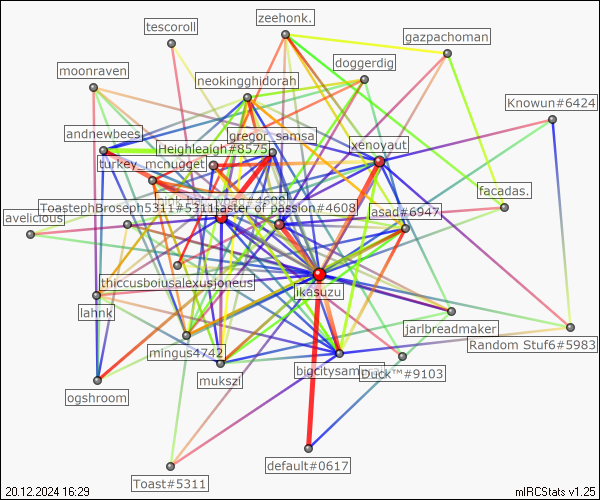 tescoroll
zeehonk.
gazpachoman
doggerdig
moonraven
neokingghidorah
Knowun#6424
andnewbees
gregor_samsa
xenoyaut
Heighleagh#8575
turkey_mcnugget
facadas.
ToastephBroseph5311#5311
aster of passion#4608
asad#6947
avelicious
thiccusboiusalexusjoneus
ikasuzu
lahnk
jarlbreadmaker
mingus4742
Random Stuf6#5983
bigcitysam
Duck™#9103
mukszi
ogshroom
default#0617
Toast#5311
20.12.2024 16:29
mIRCStats v1.25